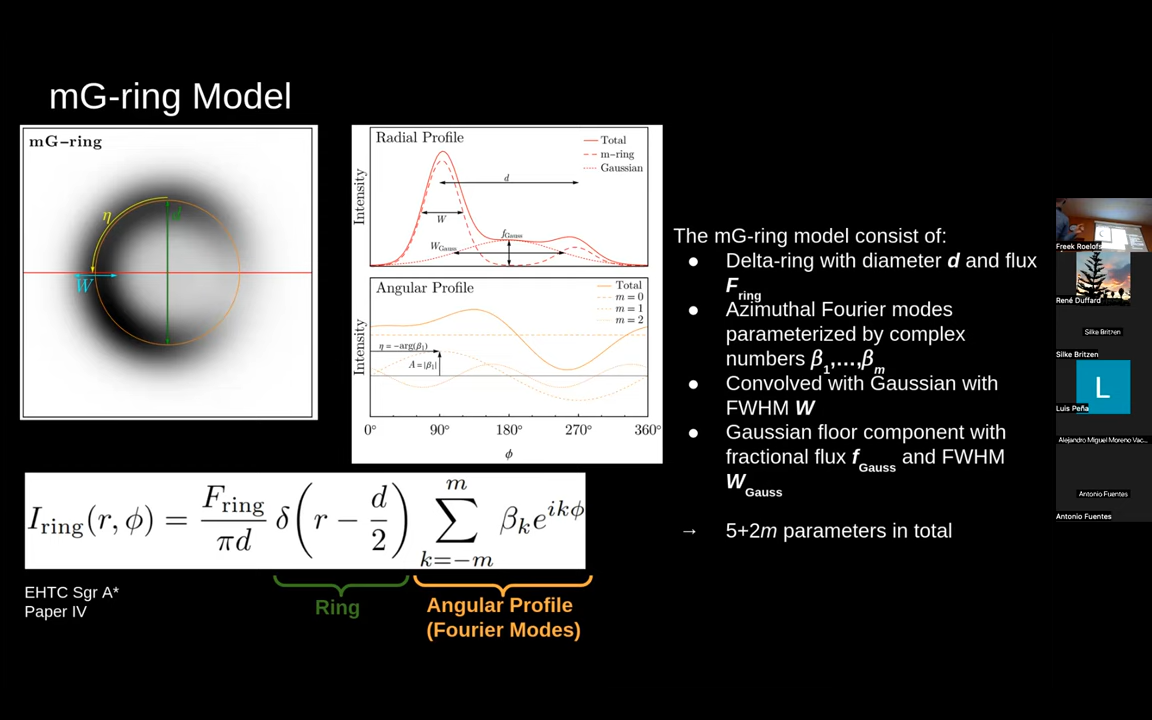 mG-ring Model
mG-ring
η
d
W
Radial Profile
Total
m-ring
Gaussian
Intensity
d
W
f_Gauss
W_Gauss
Angular Profile
Total
m = 0
m = 1
m = 2
Intensity
η = −arg(β₁)
A = |β₁|
0° 90° 180° 270° 360°
ϕ
I_ring(r, ϕ) = F_ring/(πd) δ(r − d/2) ∑_{k=−m}^{m} β_k e^{ikϕ}
Ring
Angular Profile
(Fourier Modes)
EHTC Sgr A*
Paper IV
The mG-ring model consist of:
● Delta-ring with diameter d and flux
F_ring
● Azimuthal Fourier modes
parameterized by complex
numbers β₁,...,β_m
● Convolved with Gaussian with
FWHM W
● Gaussian floor component with
fractional flux f_Gauss and FWHM
W_Gauss
→ 5+2m parameters in total
Freek Roelofs
René Duffard
Silke Britzen
Silke Britzen
L
Luis Peña
Alejandro Miguel Moreno Vac...
Antonio Fuentes
Antonio Fuentes